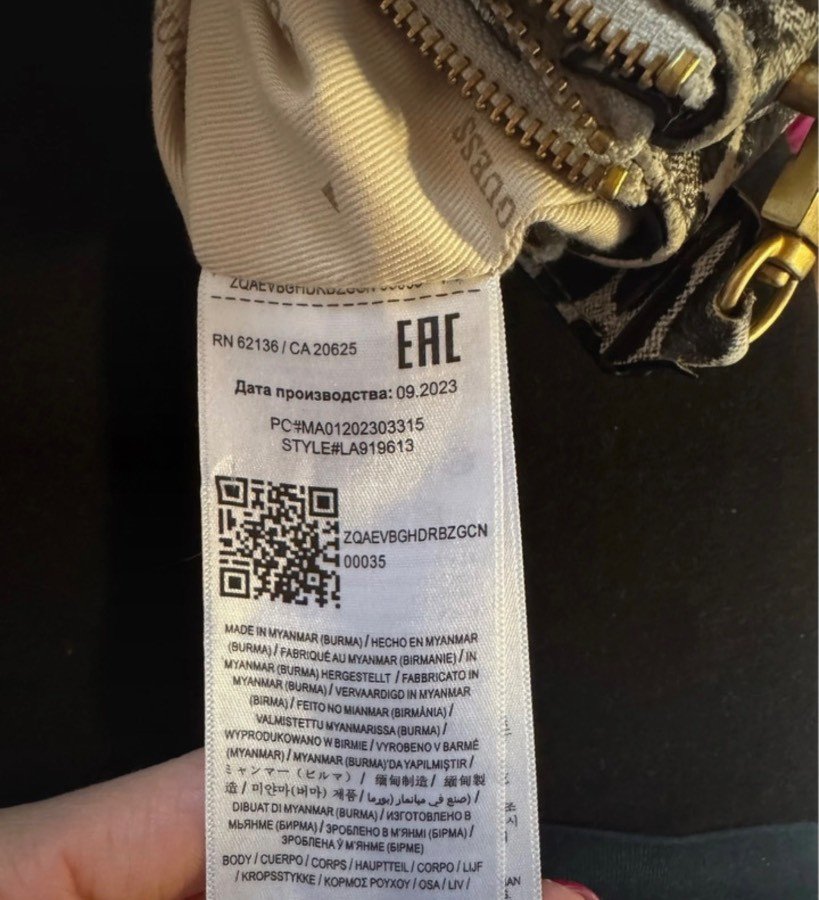 RN 62136 / CA 20625
EAC
Дата производства: 09.2023
PC#MA01202303315
STYLE#LA919613
ZQAEVBGHDRBZGCN
00035
MADE IN MYANMAR (BURMA) / HECHO EN MYANMAR
(BURMA) / FABRIQUÉ AU MYANMAR (BIRMANIE) / IN
MYANMAR (BURMA) HERGESTELLT / FABBRICATO IN
MYANMAR (BURMA) / VERVAARDIGD IN MYANMAR
(BIRMA) / FEITO NO MIANMAR (BIRMÂNIA) /
VALMISTETTU MYANMARISSA (BURMA) /
WYPRODUKOWANO W BIRMIE / VYROBENO V BARMĚ
(MYANMAR) / MYANMAR (BURMA)'DA YAPILMIŞTIR /
ミャンマー (ビルマ) / 缅甸制造 / 緬甸製
造 / 미얀마(버마) 제품 / (صنع في ميانمار (بورما /
DIBUAT DI MYANMAR (BURMA) / ИЗГОТОВЛЕНО В
МЬЯНМЕ (БИРМА) / ЗРОБЛЕНО В М'ЯНМІ (БІРМА) /
ЗРОБЛЕНА Ў М'ЯНМЕ (БІРМЕ)
BODY / CUERPO / CORPS / HAUPTTEIL / CORPO / LIJF
/ KROPSSTYKKE / ΚΟΡΜΟΣ ΡΟΥΧΟΥ / OSA / LIV /